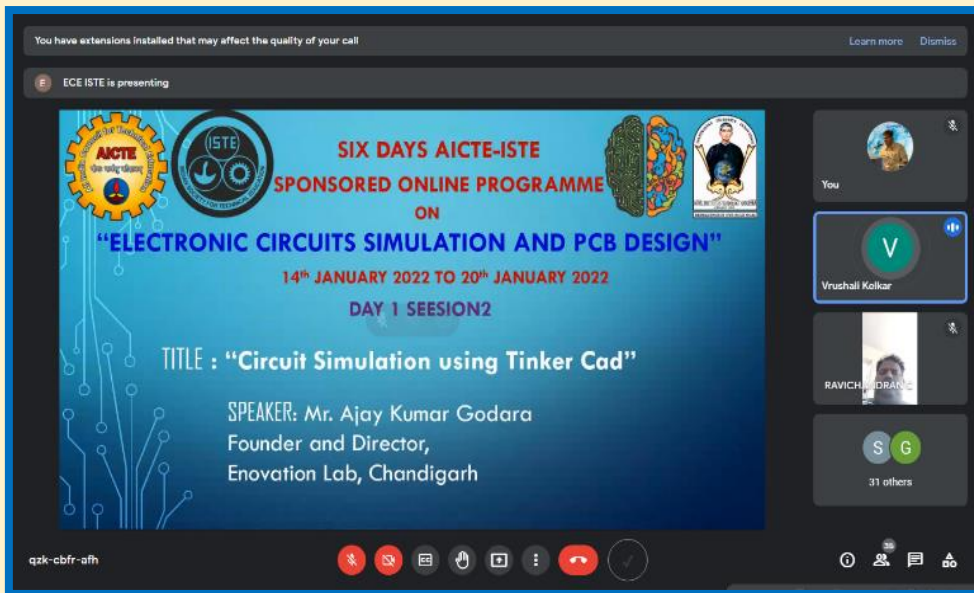 You have extensions installed that may affect the quality of your call
Learn more
Dismiss
E
ECE ISTE is presenting
AICTE
ISTE
SIX DAYS AICTE-ISTE
SPONSORED ONLINE PROGRAMME
ON
“ELECTRONIC CIRCUITS SIMULATION AND PCB DESIGN”
14th JANUARY 2022 TO 20th JANUARY 2022
DAY 1 SEESION2
TITLE : “Circuit Simulation using Tinker Cad”
SPEAKER: Mr. Ajay Kumar Godara
Founder and Director,
Enovation Lab, Chandigarh
You
V
Vrushali Kolkar
S G
31 others
qzk-cbfr-afh
CC